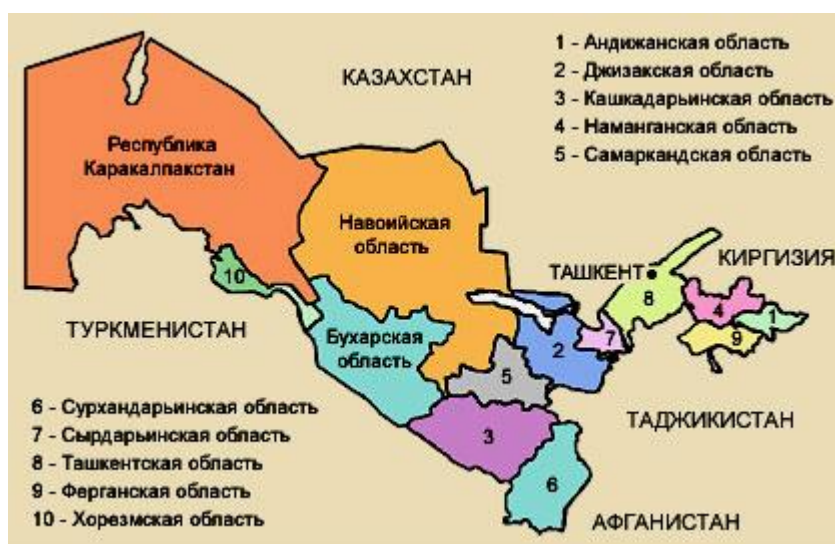 1 - Андижанская область
2 - Джизакская область
3 - Кашкадарьинская область
4 - Наманганская область
5 - Самаркандская область
КАЗАХСТАН
Республика
Каракалпакстан
Навоийская
область
ТАШКЕНТ
КИРГИЗИЯ
8
10
4
1
ТУРКМЕНИСТАН
Бухарская
область
2
7
9
5
6 - Сурхандарьинская область
7 - Сырдарьинская область
8 - Ташкентская область
9 - Ферганская область
10 - Хорезмская область
3
ТАДЖИКИСТАН
6
АФГАНИСТАН